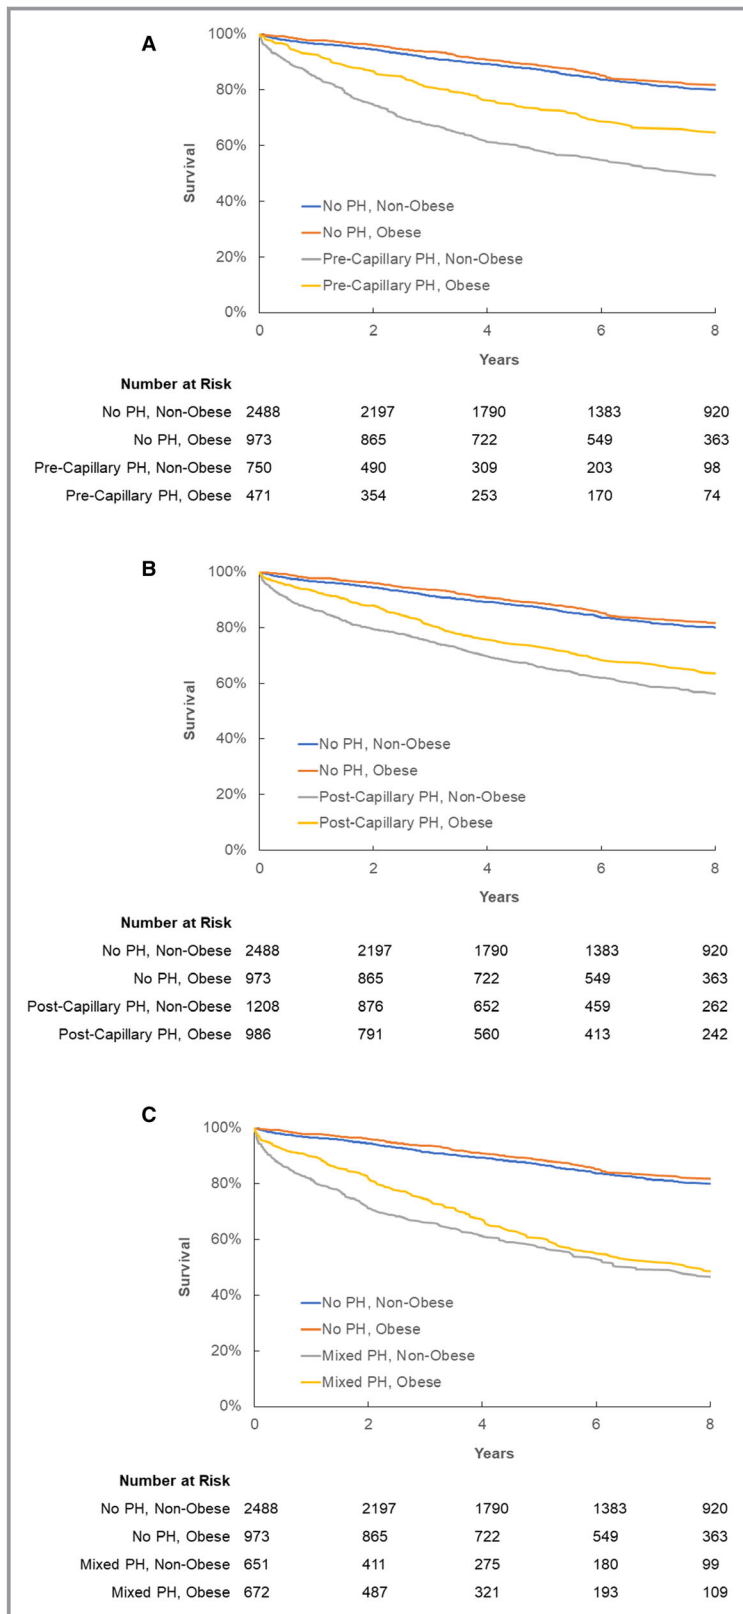 A
100%
80%
60%
40%
20%
0%
Survival
No PH, Non-Obese
No PH, Obese
Pre-Capillary PH, Non-Obese
Pre-Capillary PH, Obese
0 2 4 6 8
Years
Number at Risk
No PH, Non-Obese 2488 2197 1790 1383 920
No PH, Obese 973 865 722 549 363
Pre-Capillary PH, Non-Obese 750 490 309 203 98
Pre-Capillary PH, Obese 471 354 253 170 74
B
100%
80%
60%
40%
20%
0%
Survival
No PH, Non-Obese
No PH, Obese
Post-Capillary PH, Non-Obese
Post-Capillary PH, Obese
0 2 4 6 8
Years
Number at Risk
No PH, Non-Obese 2488 2197 1790 1383 920
No PH, Obese 973 865 722 549 363
Post-Capillary PH, Non-Obese 1208 876 652 459 262
Post-Capillary PH, Obese 986 791 560 413 242
C
100%
80%
60%
40%
20%
0%
Survival
No PH, Non-Obese
No PH, Obese
Mixed PH, Non-Obese
Mixed PH, Obese
0 2 4 6 8
Years
Number at Risk
No PH, Non-Obese 2488 2197 1790 1383 920
No PH, Obese 973 865 722 549 363
Mixed PH, Non-Obese 651 411 275 180 99
Mixed PH, Obese 672 487 321 193 109